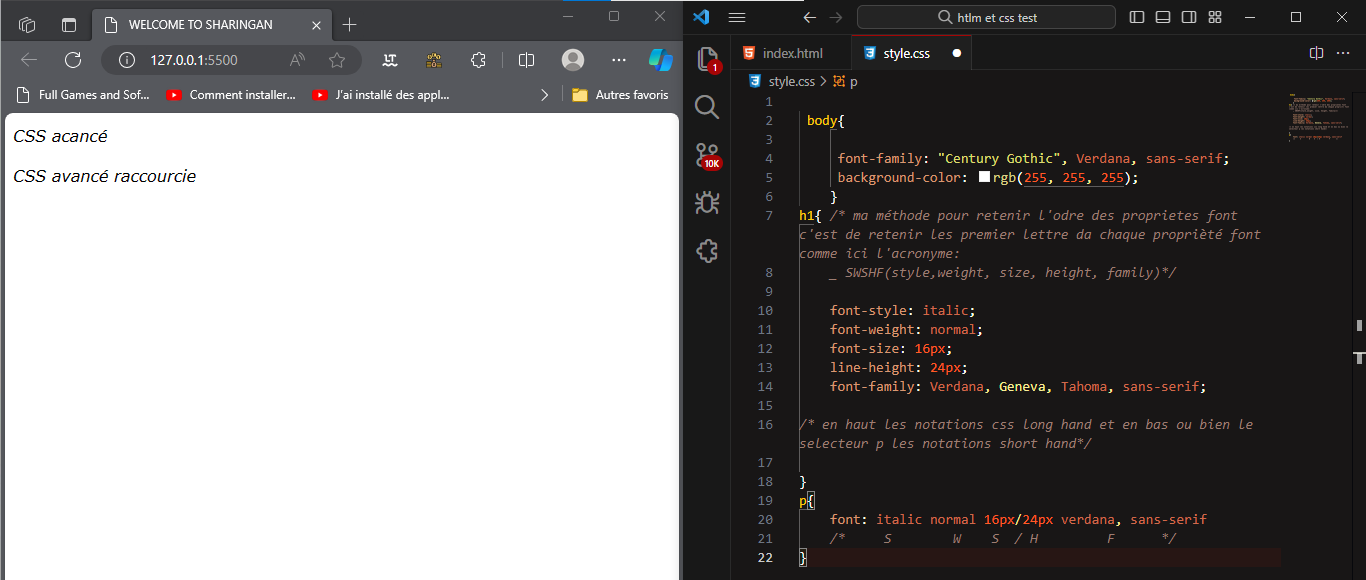 WELCOME TO SHARINGAN
127.0.0.1:5500
Full Games and Sof...
Comment installer...
J'ai installé des appl...
Autres favoris
CSS acancé
CSS avancé raccourcie
htlm et css test
index.html
style.css
style.css > p
1
10K
1
2 body{
3
4 font-family: "Century Gothic", Verdana, sans-serif;
5 background-color: rgb(255, 255, 255);
6 }
7 h1{ /* ma méthode pour retenir l'odre des proprietes font
c'est de retenir les premier lettre da chaque propriètè font
comme ici l'acronyme:
8 _ SWSHF(style,weight, size, height, family)*/
9
10 font-style: italic;
11 font-weight: normal;
12 font-size: 16px;
13 line-height: 24px;
14 font-family: Verdana, Geneva, Tahoma, sans-serif;
15
16 /* en haut les notations css long hand et en bas ou bien le
selecteur p les notations short hand*/
17
18 }
19 p{
20 font: italic normal 16px/24px verdana, sans-serif
21 /* S W S / H F */
22 }